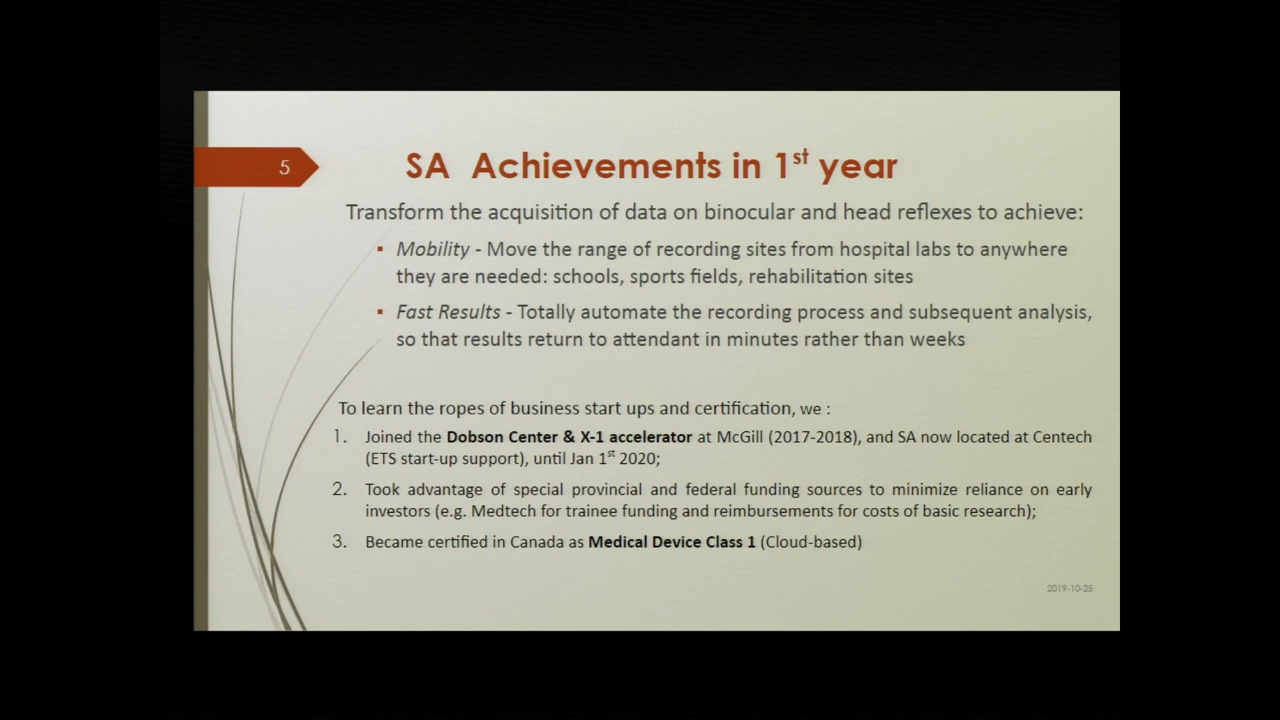 5
SA Achievements in 1st year
Transform the acquisition of data on binocular and head reflexes to achieve:
▪ Mobility - Move the range of recording sites from hospital labs to anywhere
they are needed: schools, sports fields, rehabilitation sites
▪ Fast Results - Totally automate the recording process and subsequent analysis,
so that results return to attendant in minutes rather than weeks
To learn the ropes of business start ups and certification, we :
1. Joined the Dobson Center & X-1 accelerator at McGill (2017-2018), and SA now located at Centech
(ETS start-up support), until Jan 1st 2020;
2. Took advantage of special provincial and federal funding sources to minimize reliance on early
investors (e.g. Medtech for trainee funding and reimbursements for costs of basic research);
3. Became certified in Canada as Medical Device Class 1 (Cloud-based)
2019-10-25